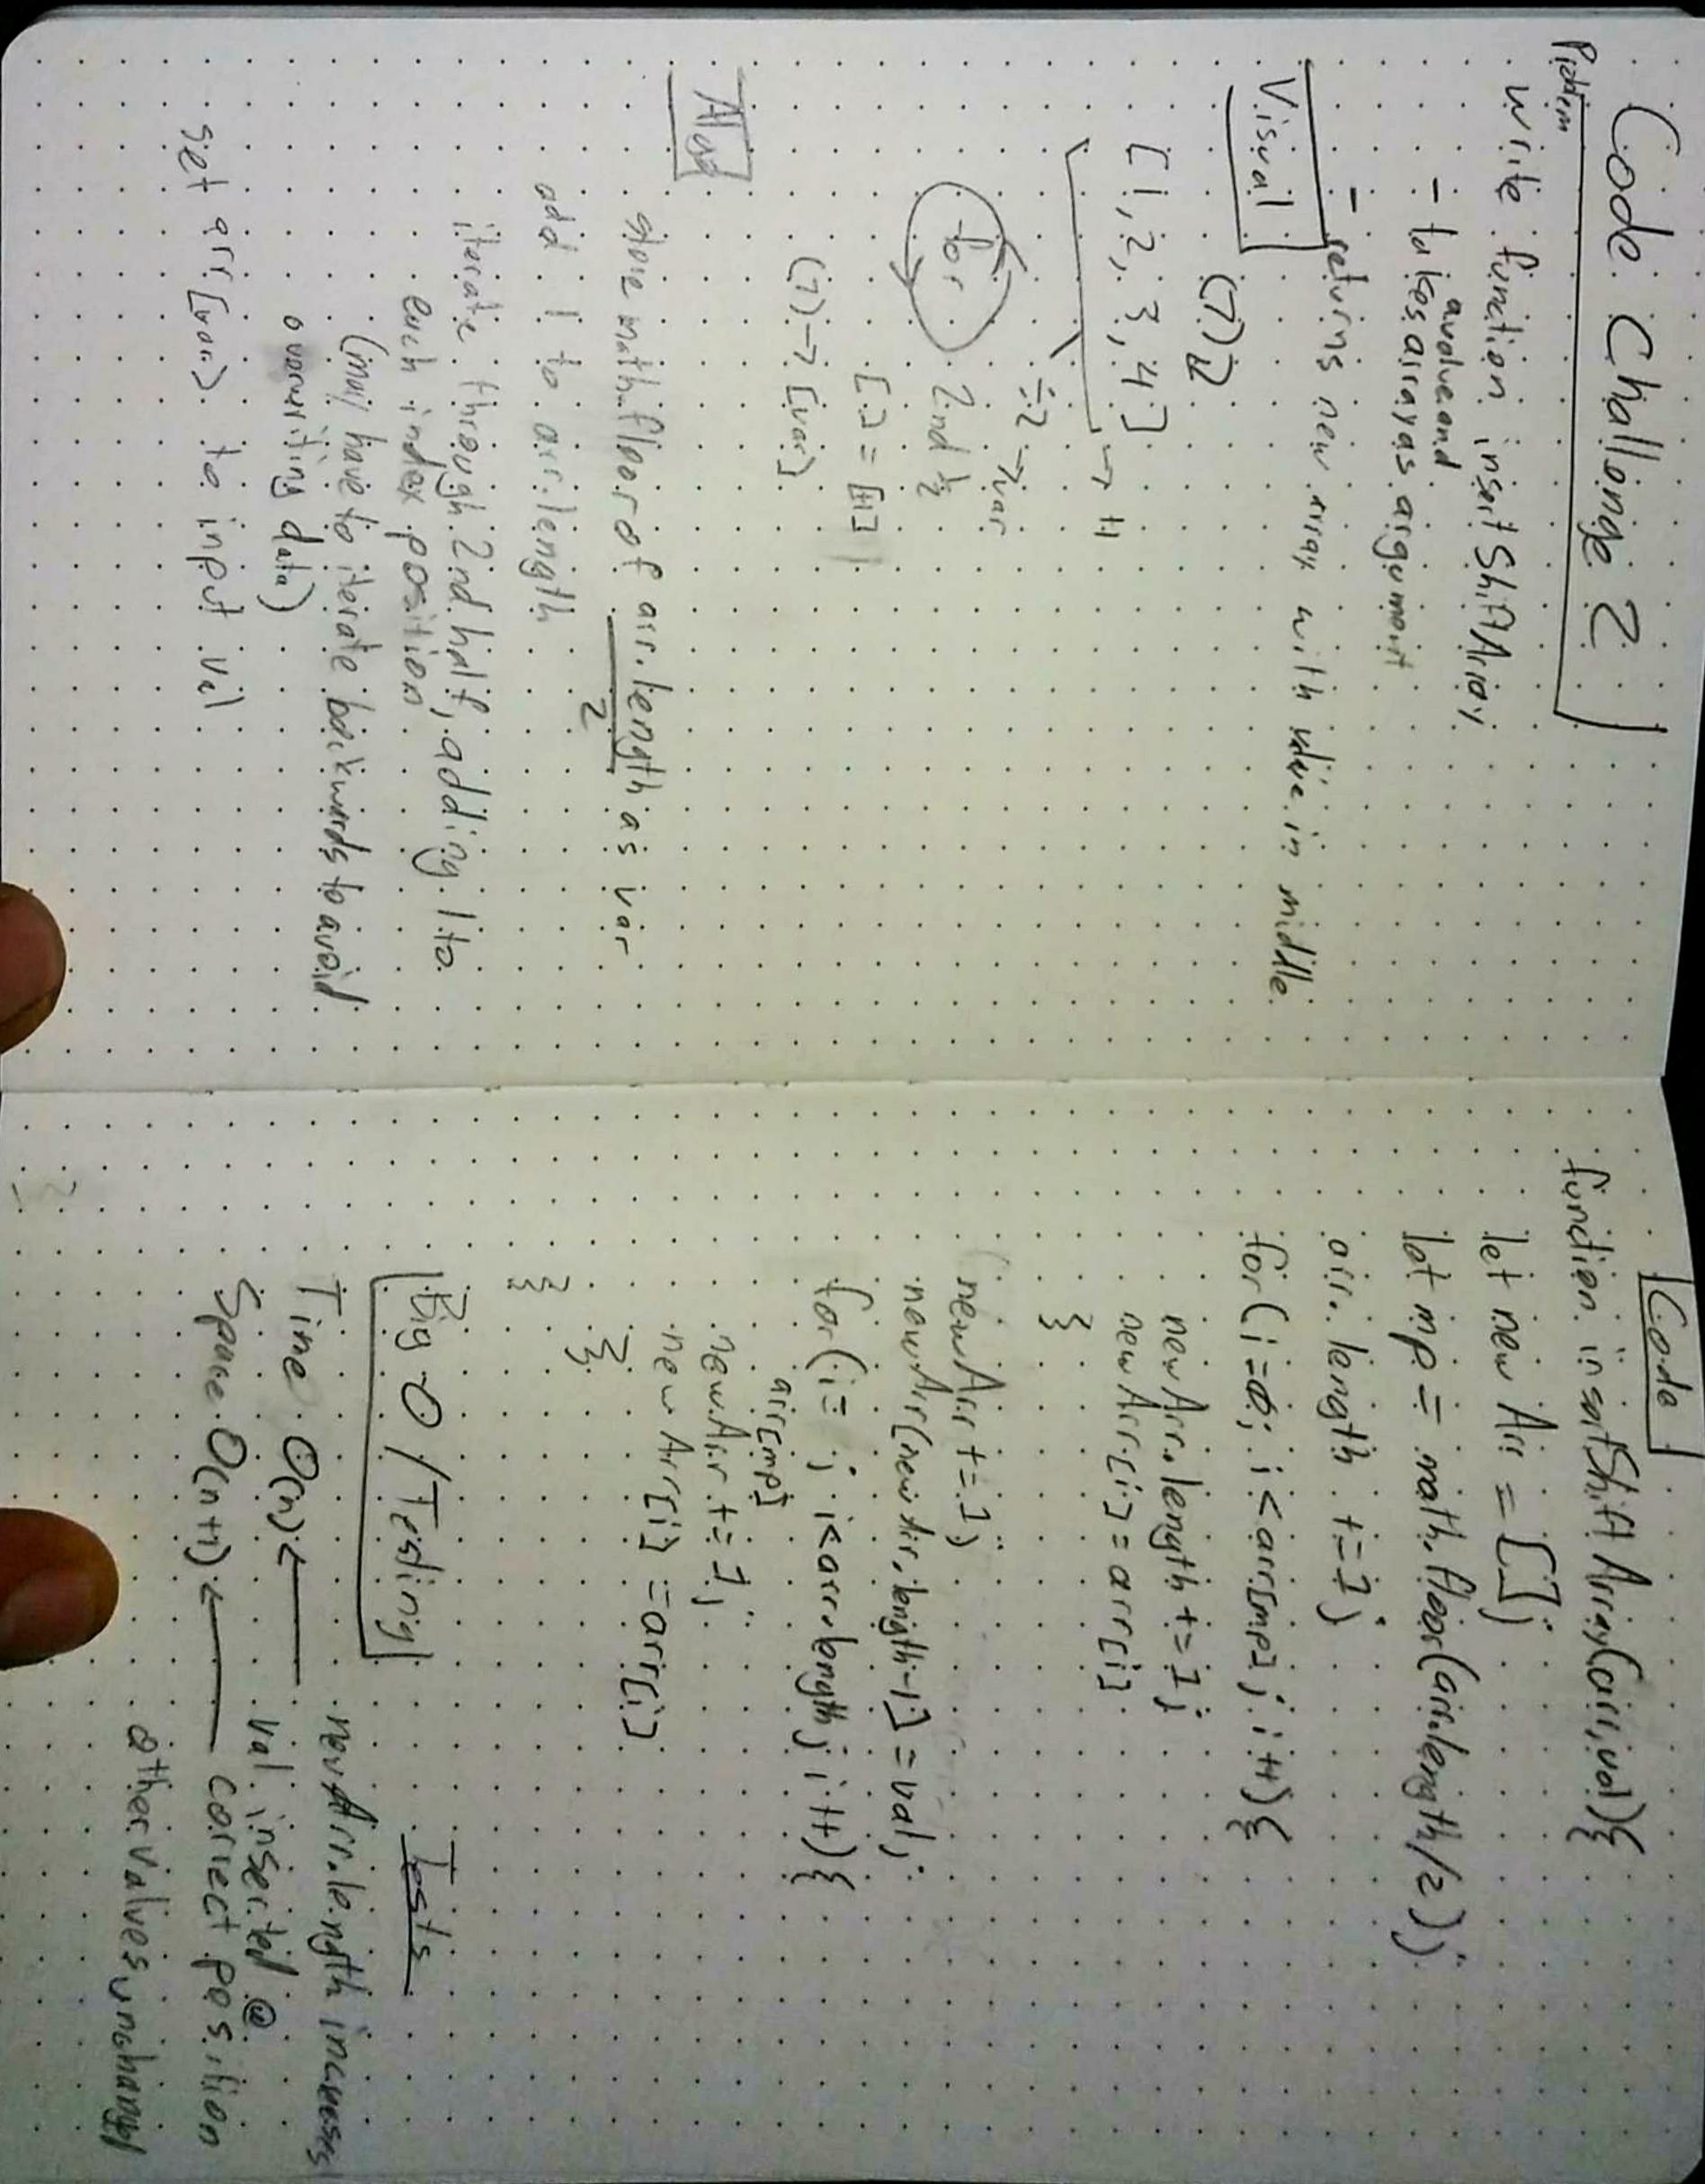 Code Challenge 2
Problem
Write function insertShiftArray
- takes array as argument
a value and
- returns new array with value in middle
Visual
(7)
[1, 2, 3, 4] → +1
÷2 → var
for 2nd ½
[ ] = [+1]
(7) → [var]
Algo
store math.floor of arr.length as var
2
add 1 to arr.length
iterate through 2nd half, adding 1 to
each index position
(may have to iterate backwards to avoid
overwriting data)
set arr[var] to input val
Code
function insertShiftArray(arr, val){
let newArr = [];
let mp = math.floor(arr.length/2);
arr.length += 1;
for(i=0; i<arr[mp]; i++){
newArr.length += 1;
newArr[i] = arr[i]
}
newArr += 1;
newArr[newArr.length-1] = val;
for(i= ; i<arr.length; i++){
arr[mp]
newArr += 1;
newArr[i] = arr[i]
}
}
Big O / Testing
Time O(n) ←
Space O(n+1) ←
Tests
newArr.length increases
val inserted @
correct position
other values unchanged